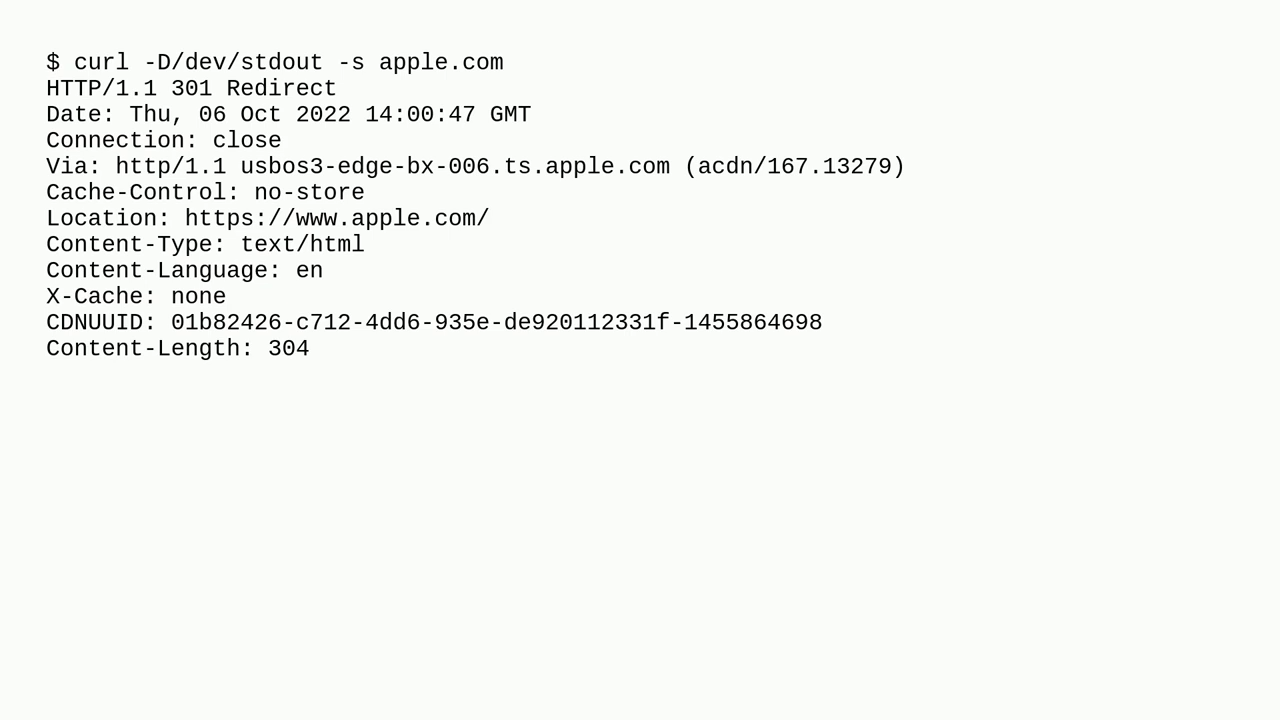 $ curl -D/dev/stdout -s apple.com
HTTP/1.1 301 Redirect
Date: Thu, 06 Oct 2022 14:00:47 GMT
Connection: close
Via: http/1.1 usbos3-edge-bx-006.ts.apple.com (acdn/167.13279)
Cache-Control: no-store
Location: https://www.apple.com/
Content-Type: text/html
Content-Language: en
X-Cache: none
CDNUUID: 01b82426-c712-4dd6-935e-de920112331f-1455864698
Content-Length: 304